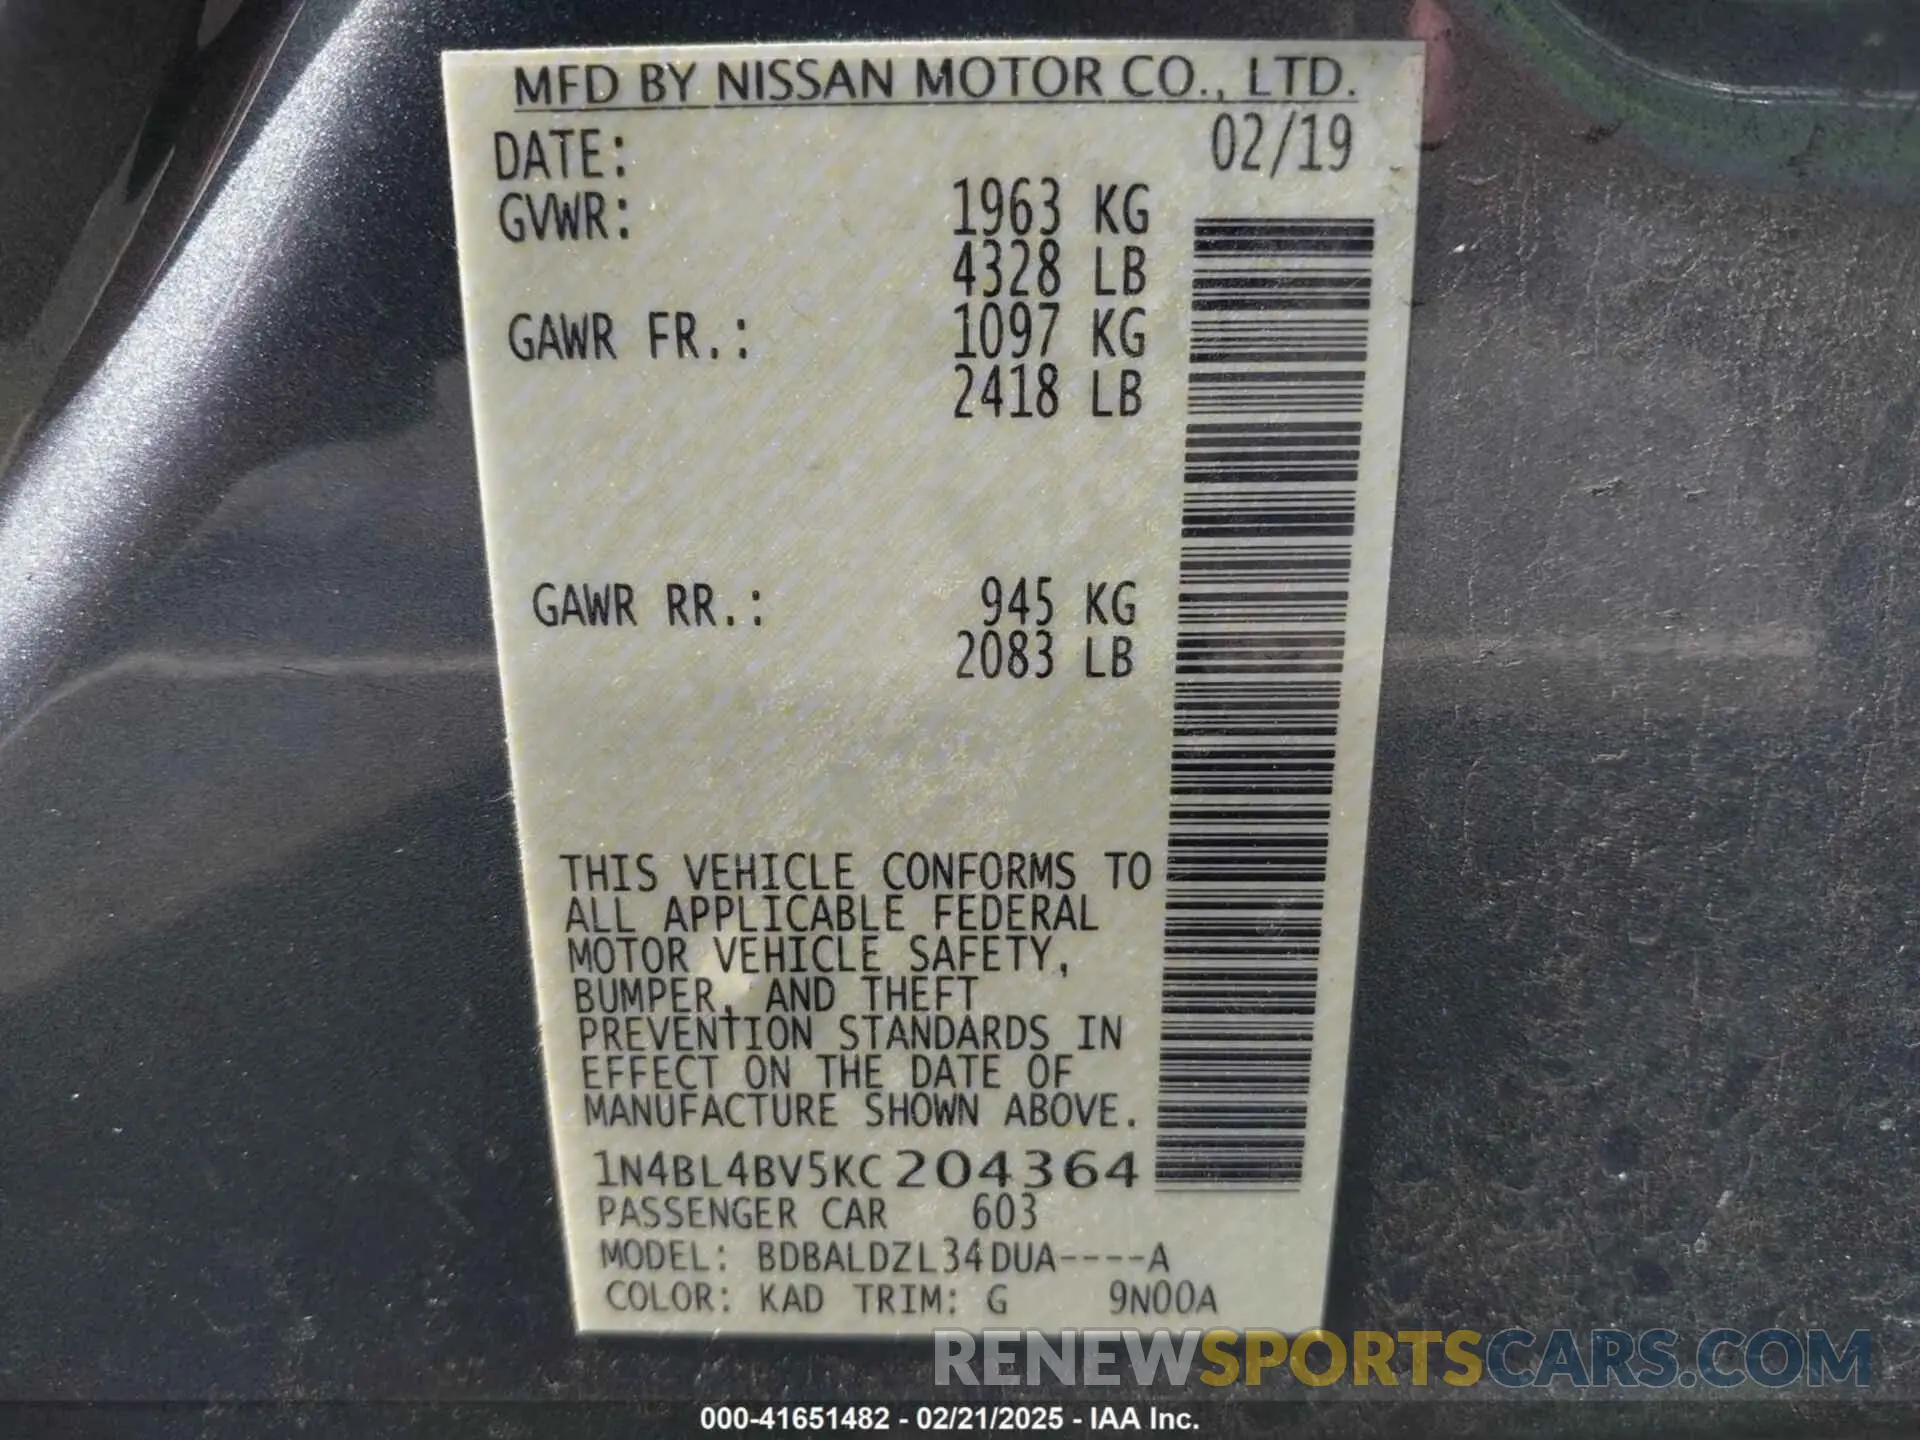 MFD BY NISSAN MOTOR CO., LTD.
DATE: 02/19
GVWR: 1963 KG
4328 LB
GAWR FR.: 1097 KG
2418 LB
GAWR RR.: 945 KG
2083 LB
THIS VEHICLE CONFORMS TO
ALL APPLICABLE FEDERAL
MOTOR VEHICLE SAFETY,
BUMPER, AND THEFT
PREVENTION STANDARDS IN
EFFECT ON THE DATE OF
MANUFACTURE SHOWN ABOVE.
1N4BL4BV5KC204364
PASSENGER CAR 603
MODEL: BDBALDZL34DUA----A
COLOR: KAD TRIM: G 9N00A
RENEWSPORTSCARS.COM
000-41651482 - 02/21/2025 - IAA Inc.